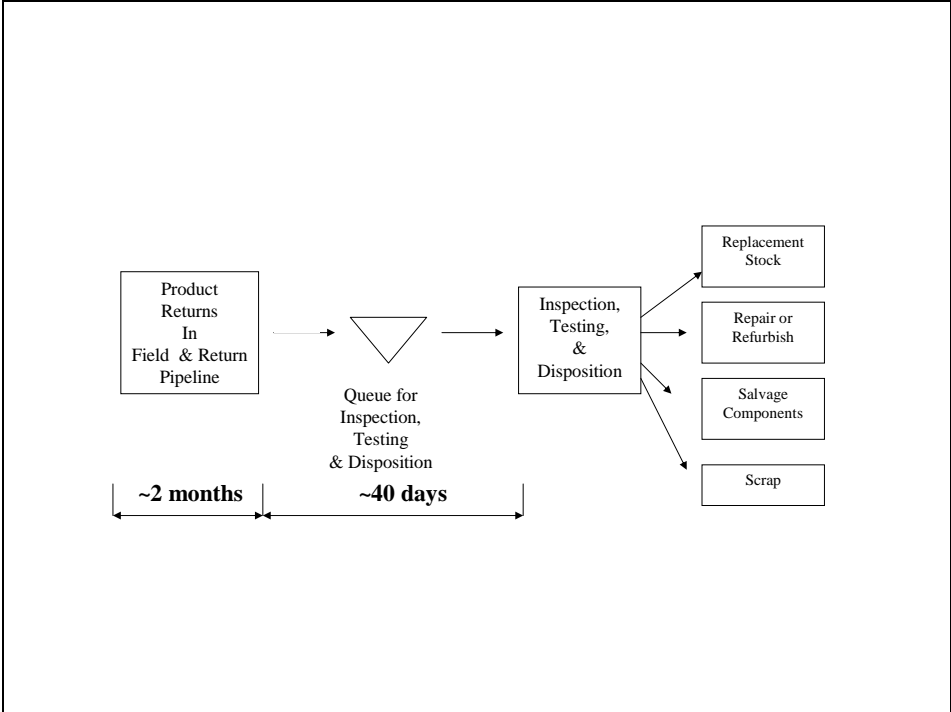 Product
Returns
In
Field & Return
Pipeline
Queue for
Inspection,
Testing
& Disposition
Inspection,
Testing,
&
Disposition
Replacement
Stock
Repair or
Refurbish
Salvage
Components
Scrap
~2 months
~40 days